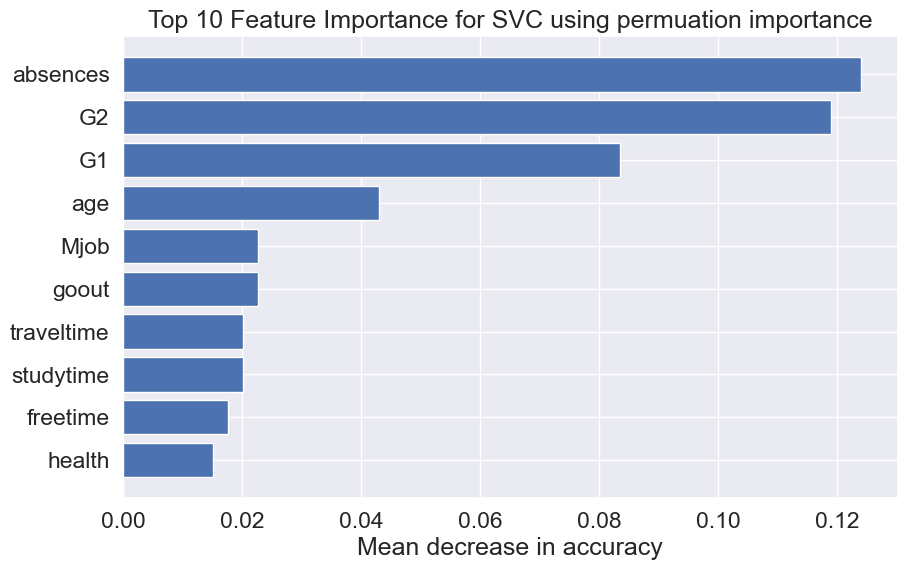 Top 10 Feature Importance for SVC using permuation importance
absences
G2
G1
age
Mjob
goout
traveltime
studytime
freetime
health
0.00 0.02 0.04 0.06 0.08 0.10 0.12
Mean decrease in accuracy